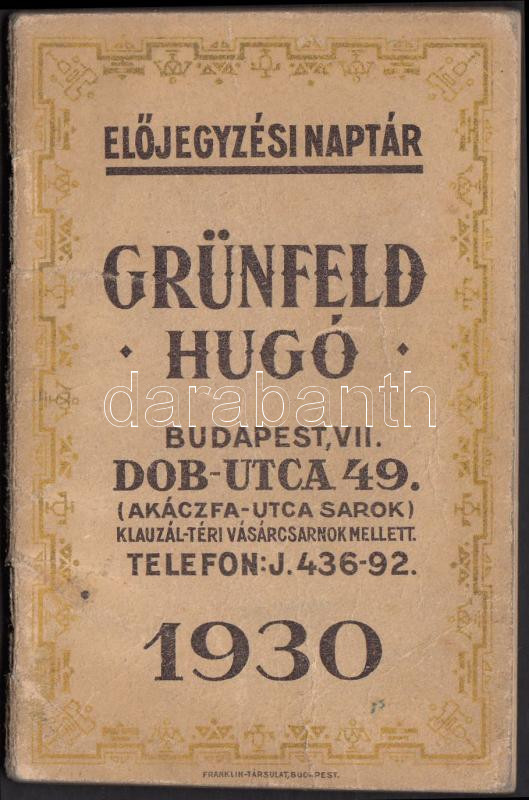 ELŐJEGYZÉSI NAPTÁR
GRÜNFELD
· HUGÓ ·
darabanth
BUDAPEST, VII.
DOB-UTCA 49.
(AKÁCZFA-UTCA SAROK)
KLAUZÁL-TÉRI VÁSÁRCSARNOK MELLETT.
TELEFON: J. 436-92.
1930
FRANKLIN-TÁRSULAT, BUDAPEST.